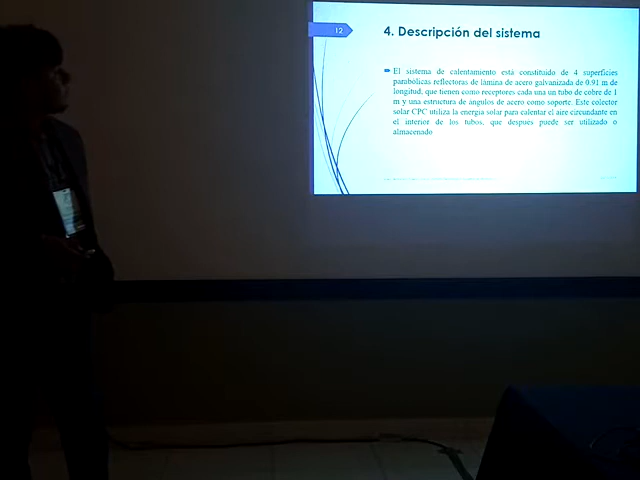 12
4. Descripción del sistema
El sistema de calentamiento está constituido de 4 superficies
parabólicas reflectoras de lámina de acero galvanizada de 0.91 m de
longitud, que tienen como receptores cada una un tubo de cobre de 1
m y una estructura de ángulos de acero como soporte. Este colector
solar CPC utiliza la energía solar para calentar el aire circundante en
el interior de los tubos, que después puede ser utilizado o
almacenado